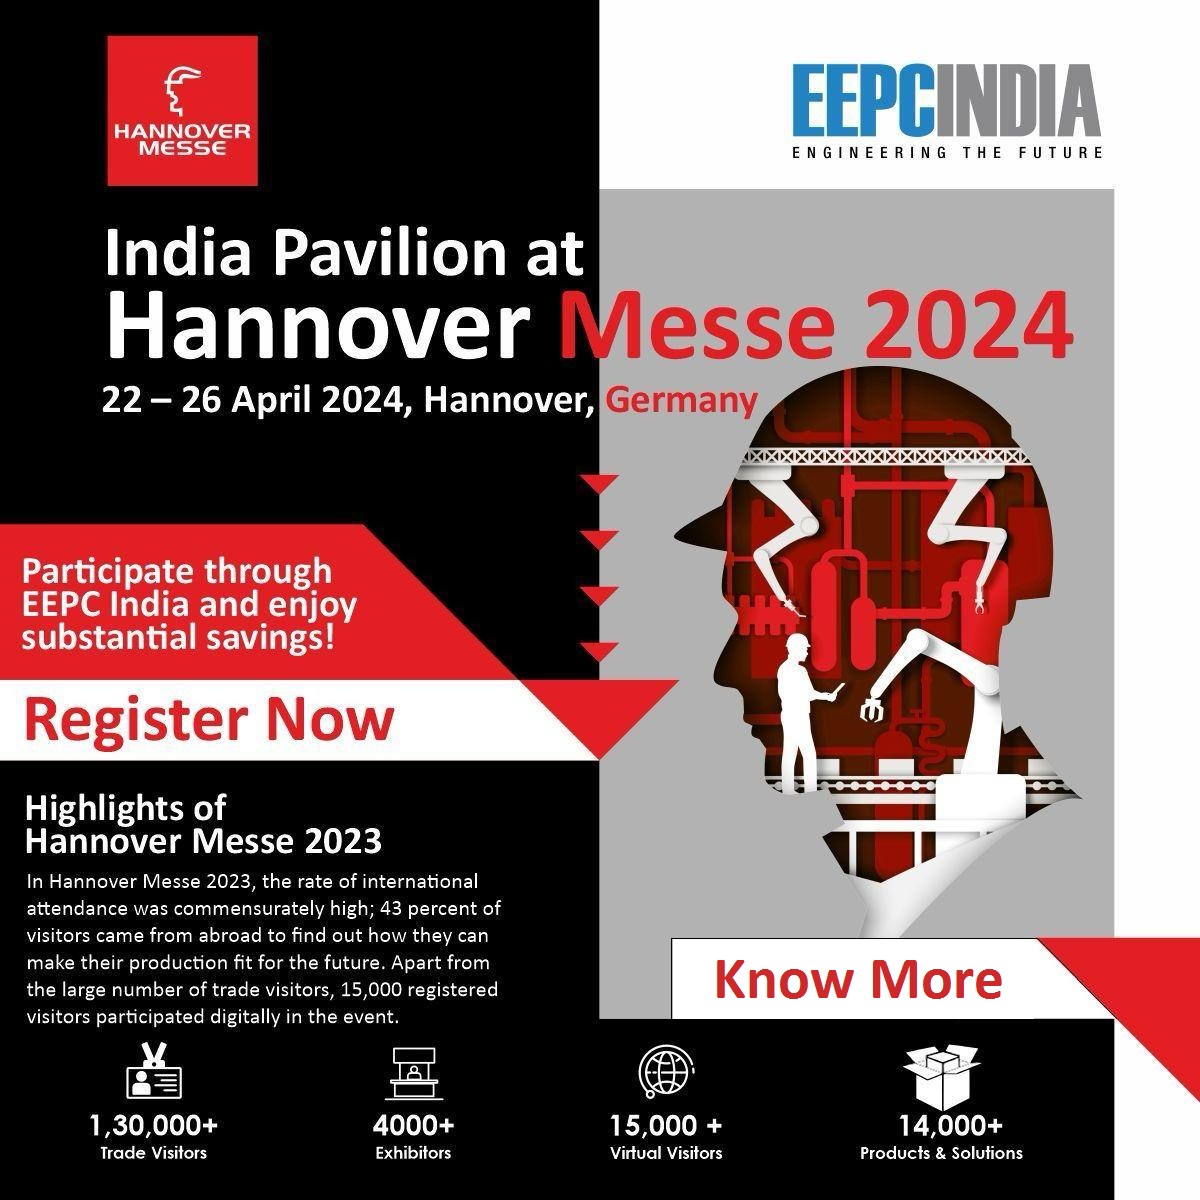 HANNOVER
MESSE
EEPCINDIA
ENGINEERING THE FUTURE
India Pavilion at
Hannover Messe 2024
22 – 26 April 2024, Hannover, Germany
Participate through
EEPC India and enjoy
substantial savings!
Register Now
Highlights of
Hannover Messe 2023
In Hannover Messe 2023, the rate of international
attendance was commensurately high; 43 percent of
visitors came from abroad to find out how they can
make their production fit for the future. Apart from
the large number of trade visitors, 15,000 registered
visitors participated digitally in the event.
Know More
1,30,000+
Trade Visitors
4000+
Exhibitors
15,000 +
Virtual Visitors
14,000+
Products & Solutions